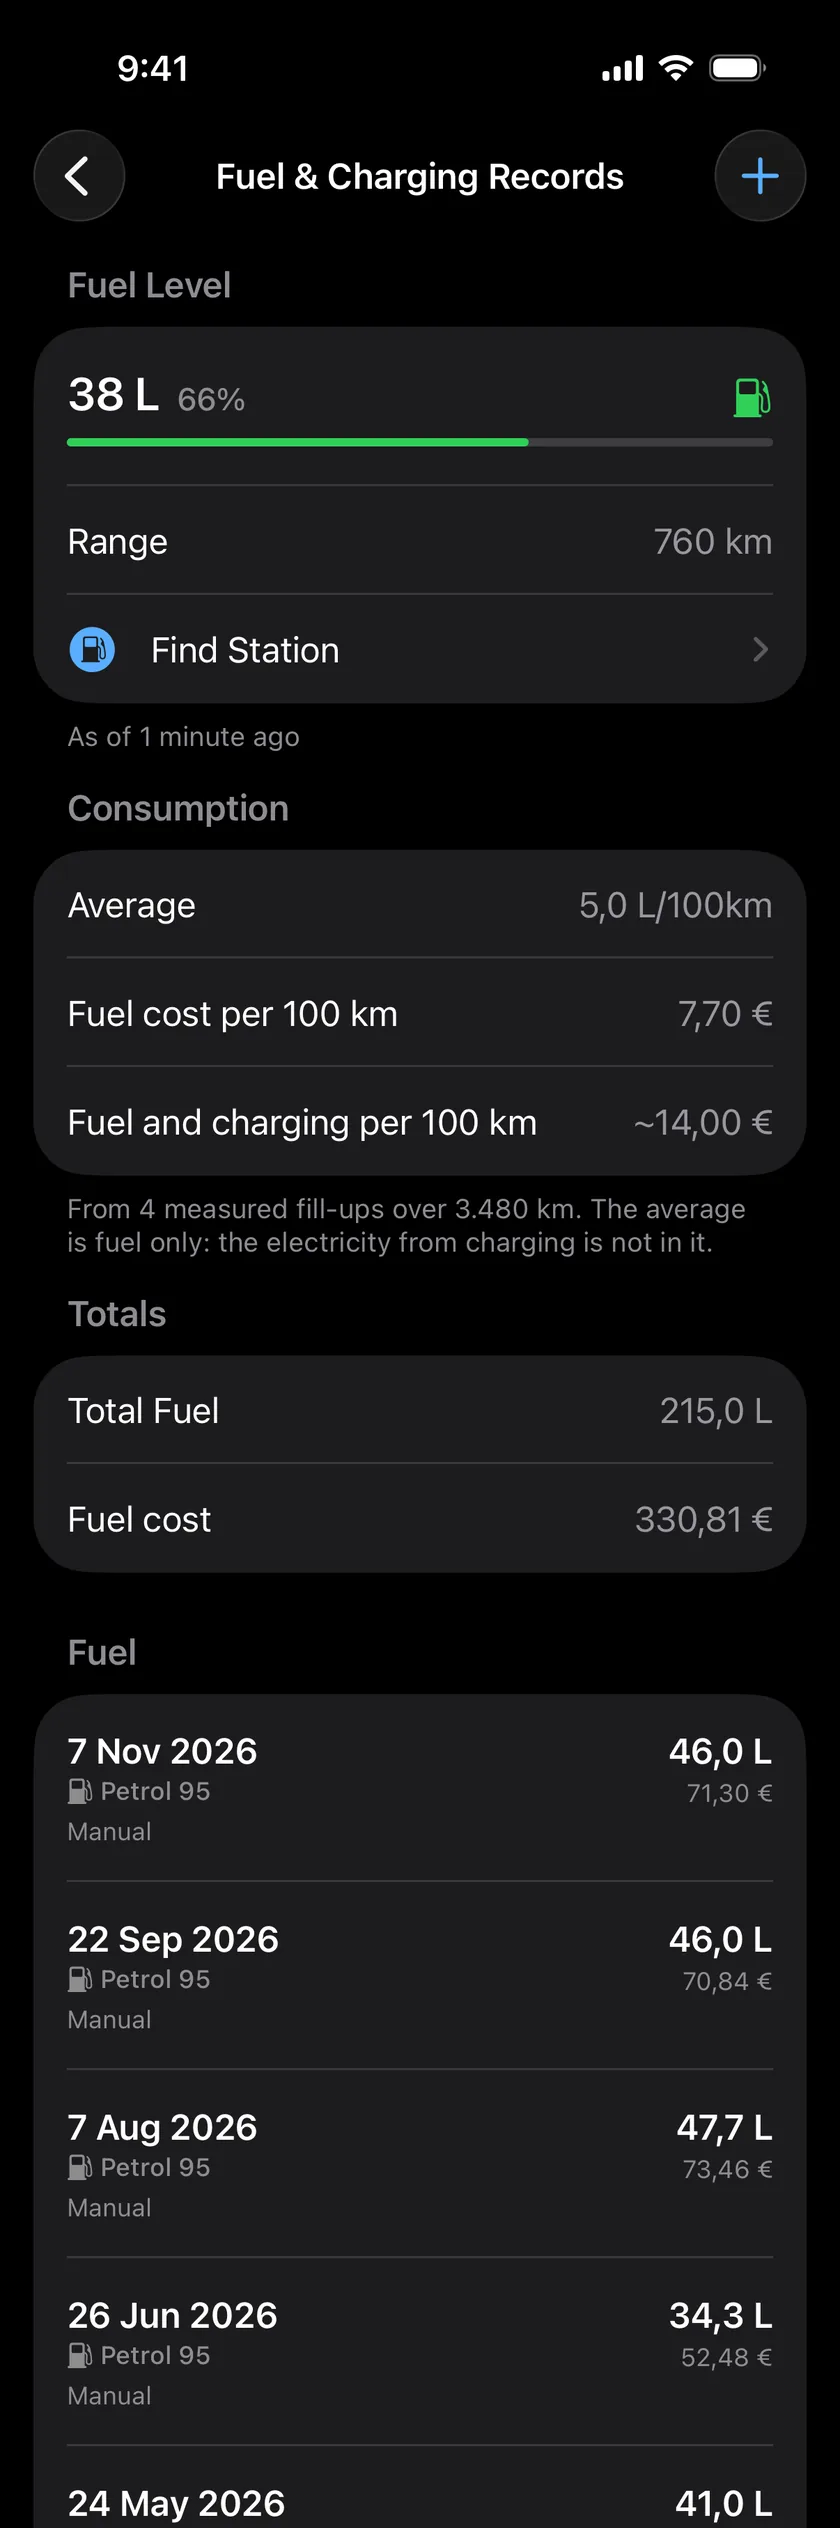 9:41
Fuel & Charging Records
Fuel Level
38 L 66%
Range 760 km
Find Station
As of 1 minute ago
Consumption
Average 5,0 L/100km
Fuel cost per 100 km 7,70 €
Fuel and charging per 100 km ~14,00 €
From 4 measured fill-ups over 3.480 km. The average
is fuel only: the electricity from charging is not in it.
Totals
Total Fuel 215,0 L
Fuel cost 330,81 €
Fuel
7 Nov 2026 46,0 L
Petrol 95 71,30 €
Manual
22 Sep 2026 46,0 L
Petrol 95 70,84 €
Manual
7 Aug 2026 47,7 L
Petrol 95 73,46 €
Manual
26 Jun 2026 34,3 L
Petrol 95 52,48 €
Manual
24 May 2026 41,0 L